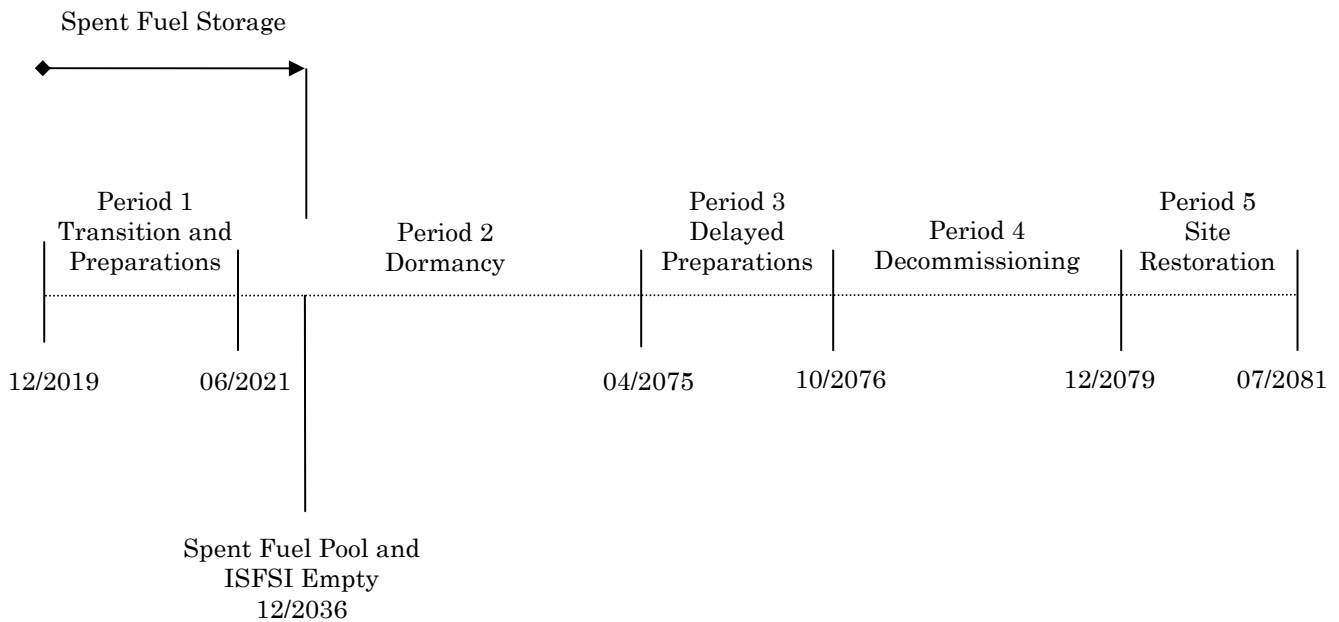 Spent Fuel Storage
Period 1
Transition and
Preparations
Period 2
Dormancy
Period 3
Delayed
Preparations
Period 4
Decommissioning
Period 5
Site
Restoration
12/2019
06/2021
04/2075
10/2076
12/2079
07/2081
Spent Fuel Pool and
ISFSI Empty
12/2036